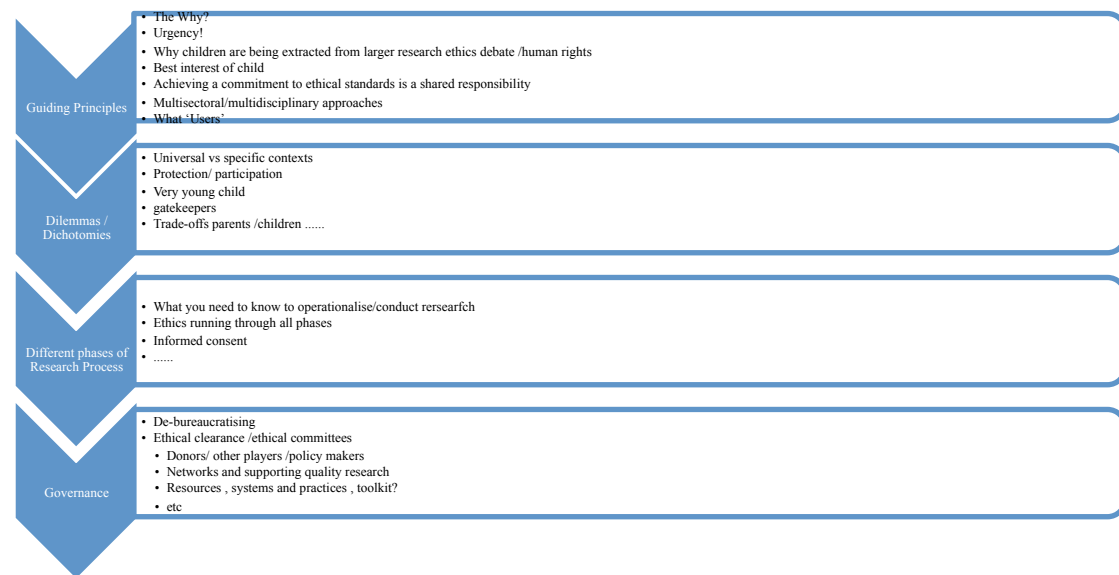 Guiding Principles
• The Why?
• Urgency!
• Why children are being extracted from larger research ethics debate /human rights
• Best interest of child
• Achieving a commitment to ethical standards is a shared responsibility
• Multisectoral/multidisciplinary approaches
• What ‘Users’
Dilemmas /
Dichotomies
• Universal vs specific contexts
• Protection/ participation
• Very young child
• gatekeepers
• Trade-offs parents /children ......
Different phases of
Research Process
• What you need to know to operationalise/conduct rersearfch
• Ethics running through all phases
• Informed consent
• ......
Governance
• De-bureaucratising
• Ethical clearance /ethical committees
• Donors/ other players /policy makers
• Networks and supporting quality research
• Resources , systems and practices , toolkit?
• etc